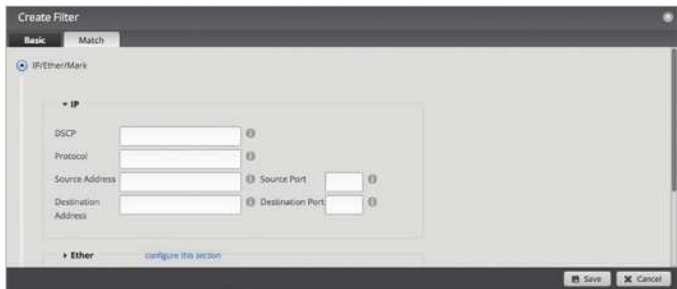 Create Filter
Basic Match
IP/Ether/Mark
IP
DSCP
Protocol
Source Address Source Port
Destination Address Destination Port
Ether configure this section
Save Cancel